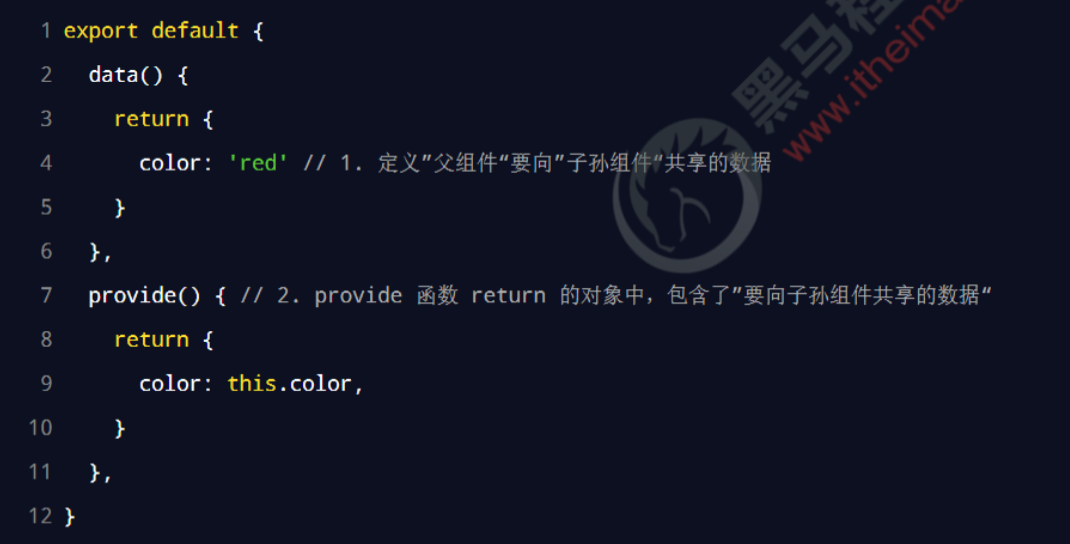 1 export default {
2 data() {
3 return {
4 color: 'red' // 1. 定义”父组件“要向”子孙组件“共享的数据
5 }
6 },
7 provide() { // 2. provide 函数 return 的对象中，包含了”要向子孙组件共享的数据“
8 return {
9 color: this.color,
10 }
11 },
12 }
黑马程
www.itheima